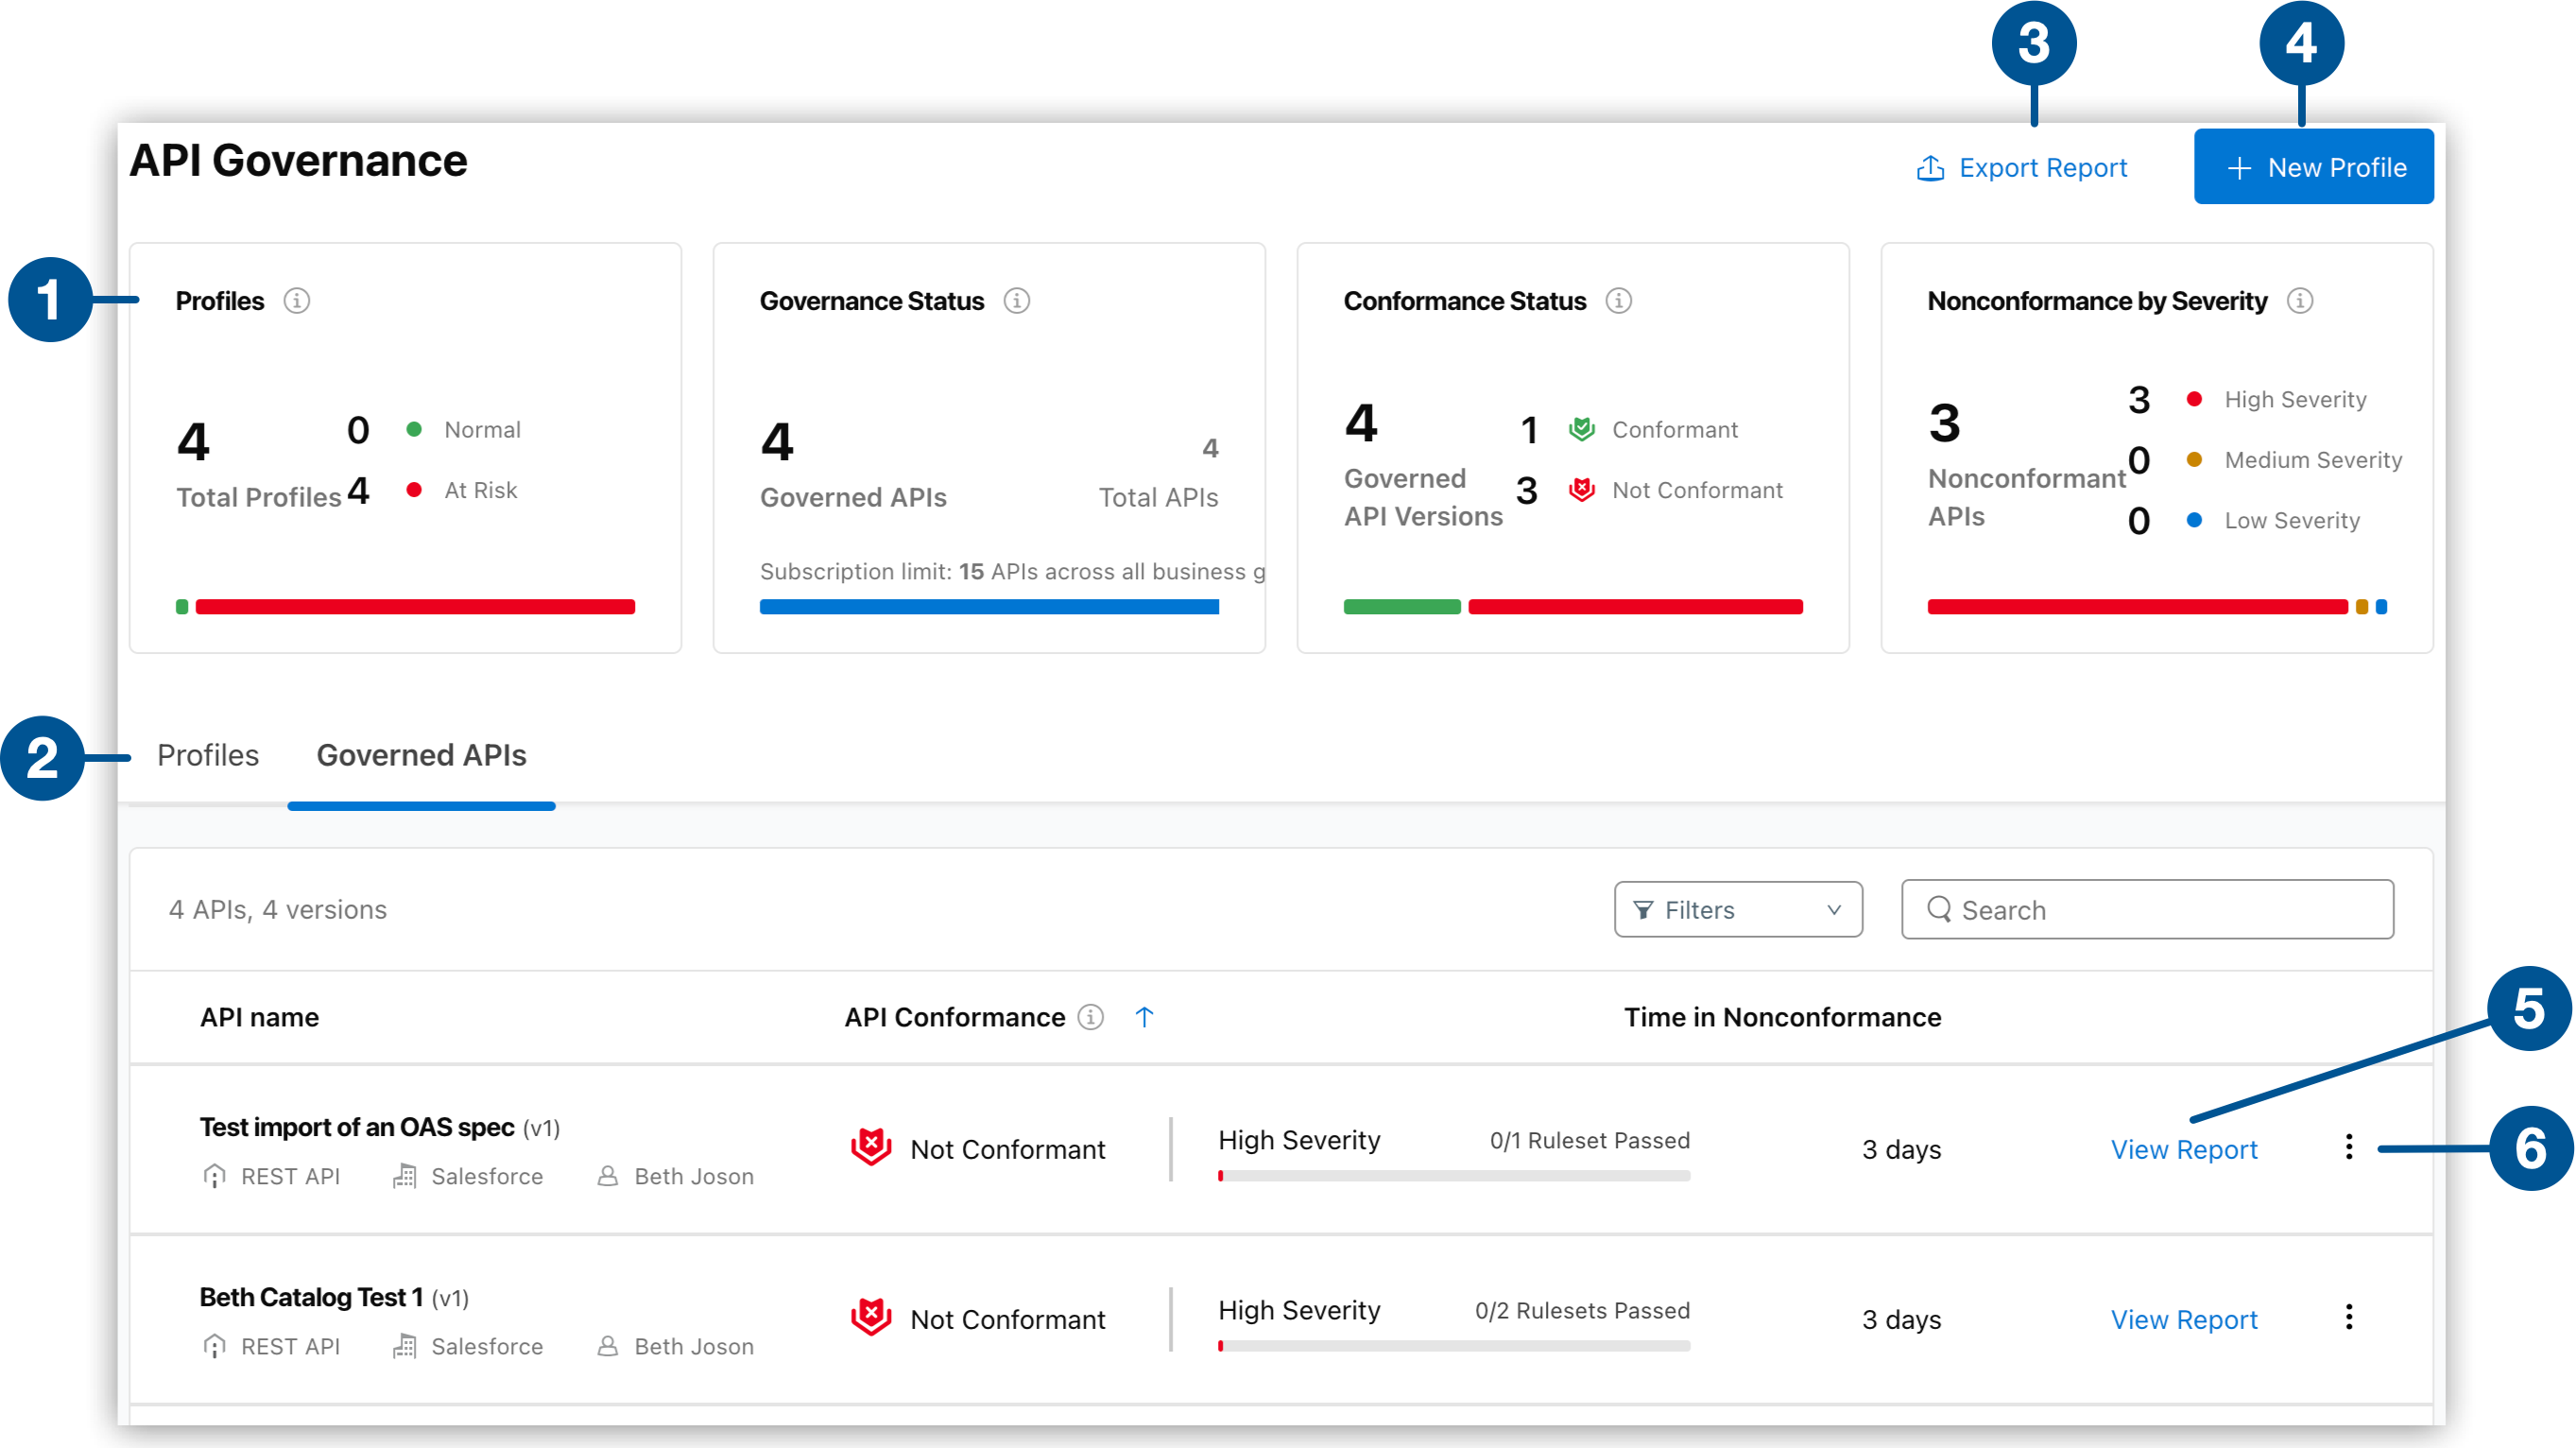 3
4
API Governance
Export Report
New Profile
1
Profiles
4
Total Profiles
0 Normal
4 At Risk
Governance Status
4
Governed APIs
4
Total APIs
Subscription limit: 15 APIs across all business g
Conformance Status
4
Governed
API Versions
1 Conformant
3 Not Conformant
Nonconformance by Severity
3
Nonconformant
APIs
3 High Severity
0 Medium Severity
0 Low Severity
2
Profiles Governed APIs
4 APIs, 4 versions
Filters
Search
API name API Conformance Time in Nonconformance
5
Test import of an OAS spec (v1)
REST API Salesforce Beth Joson
Not Conformant
High Severity 0/1 Ruleset Passed
3 days
View Report
6
Beth Catalog Test 1 (v1)
REST API Salesforce Beth Joson
Not Conformant
High Severity 0/2 Rulesets Passed
3 days
View Report